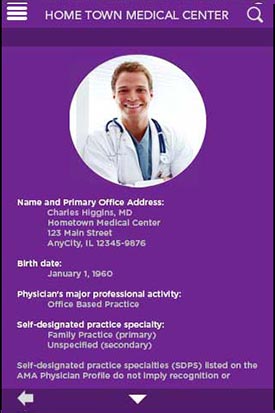 HOME TOWN MEDICAL CENTER
Name and Primary Office Address:
Charles Higgins, MD
Hometown Medical Center
123 Main Street
AnyCity, IL 12345-9876
Birth date:
January 1, 1960
Physician's major professional activity:
Office Based Practice
Self-designated practice specialty:
Family Practice (primary)
Unspecified (secondary)
Self-designated practice specialties (SDPS) listed on the
AMA Physician Profile do not imply recognition or